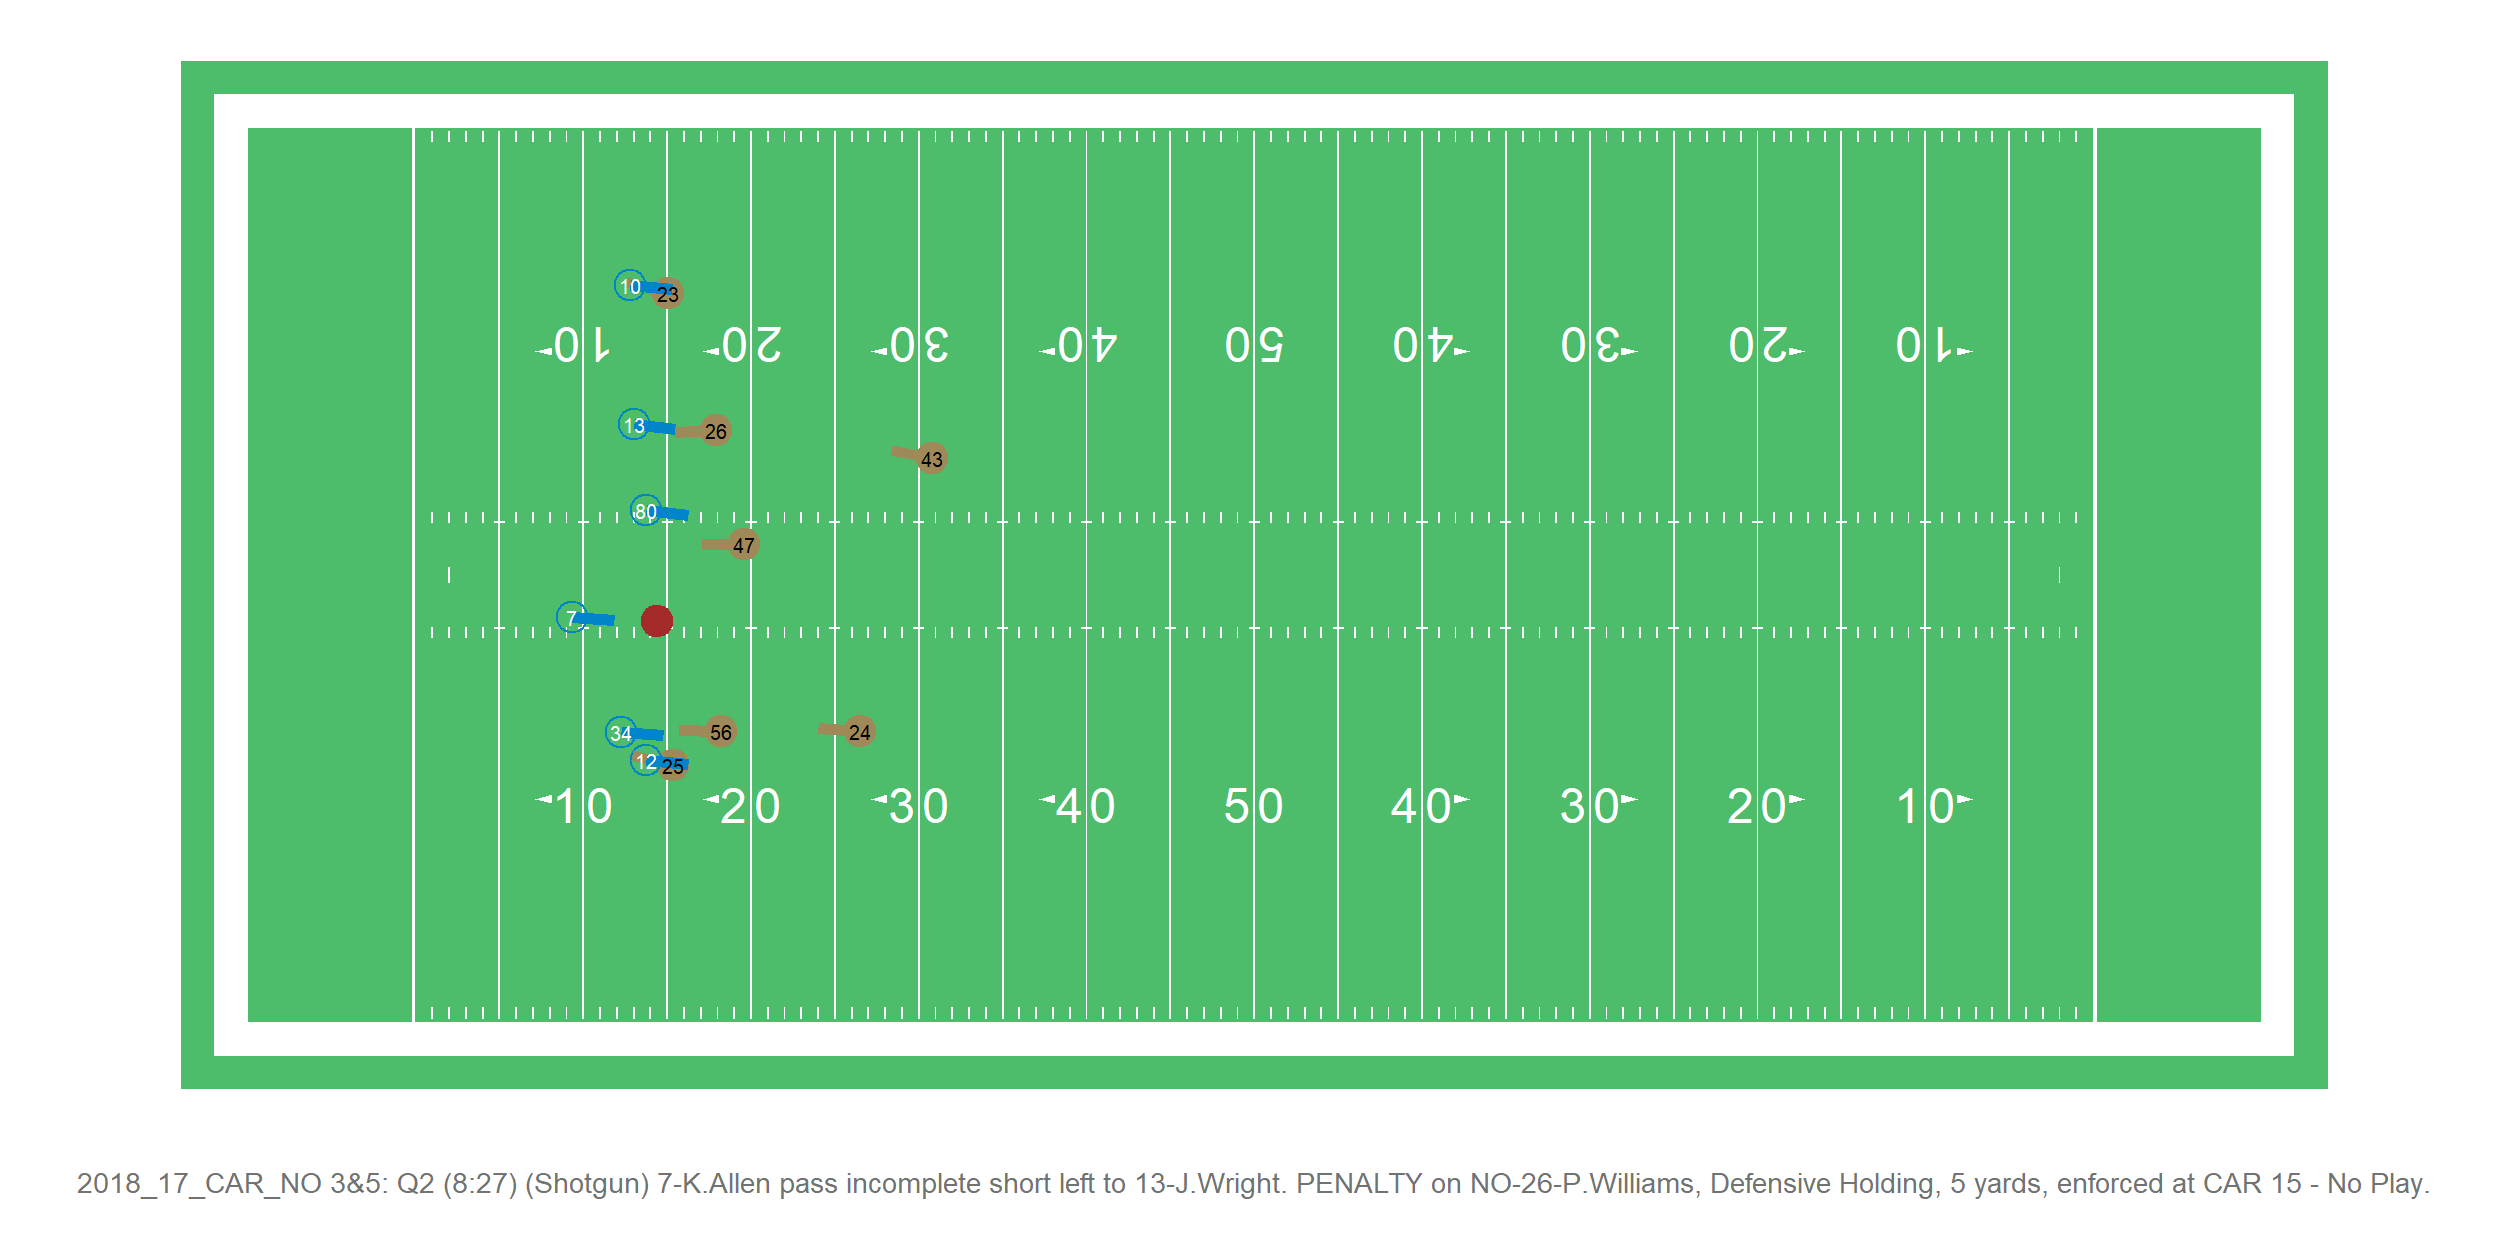 10 23
10 20 30 40 50 40 30 20 10
13 26
43
80
47
7
34 56 24
12 25
10 20 30 40 50 40 30 20 10
2018_17_CAR_NO 3&5: Q2 (8:27) (Shotgun) 7-K.Allen pass incomplete short left to 13-J.Wright. PENALTY on NO-26-P.Williams, Defensive Holding, 5 yards, enforced at CAR 15 - No Play.